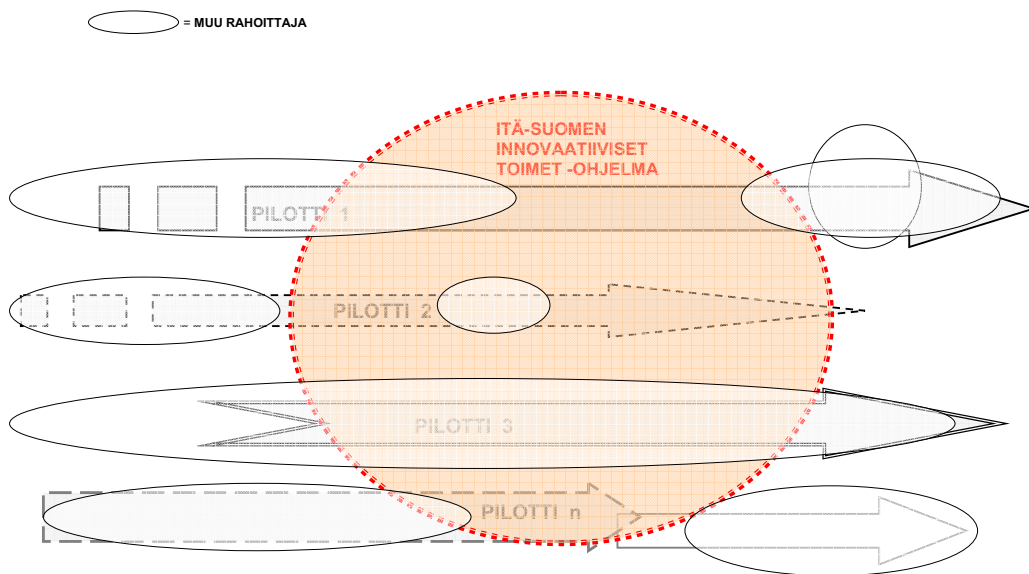 = MUU RAHOITTAJA
ITÄ-SUOMEN
INNOVAATIIVISET
TOIMET -OHJELMA
PILOTTI 1
PILOTTI 2
PILOTTI 3
PILOTTI n